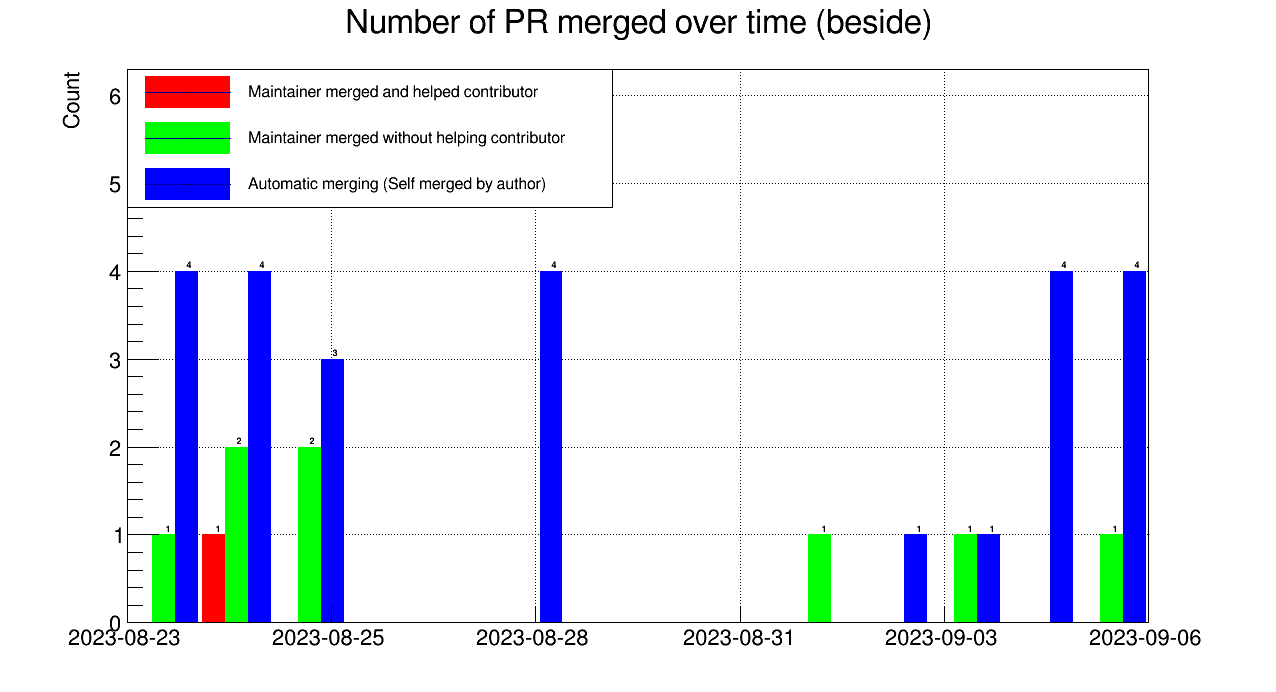 Number of PR merged over time (beside)
Count
Maintainer merged and helped contributor
Maintainer merged without helping contributor
Automatic merging (Self merged by author)
6
5
4
3
2
1
0
4 4 4 4 4
3
2 2
1 1 1 1 1 1 1
2023-08-23 2023-08-25 2023-08-28 2023-08-31 2023-09-03 2023-09-06